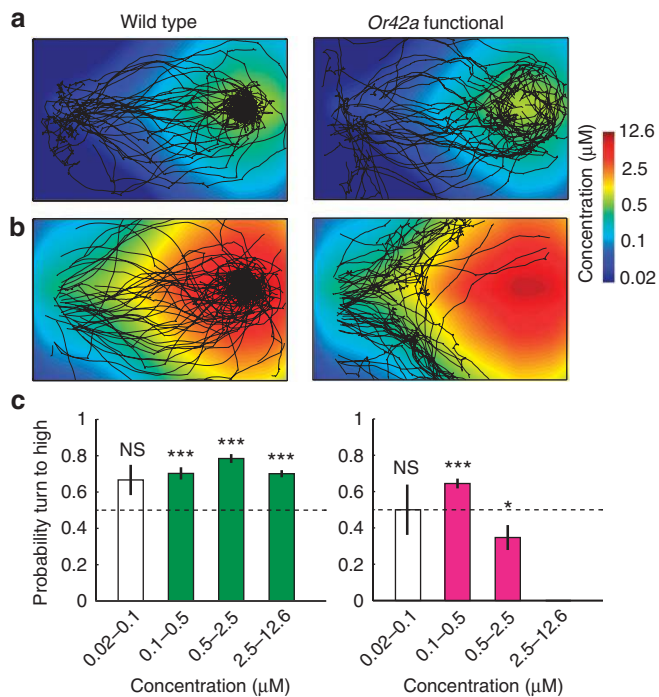 a
Wild type
Or42a functional
12.6
2.5
0.5
0.1
0.02
Concentration (µM)
b
c
1
0.8
0.6
0.4
0.2
0
Probability turn to high
NS
***
***
***
0.02–0.1
0.1–0.5
0.5–2.5
2.5–12.6
Concentration (µM)
1
0.8
0.6
0.4
0.2
0
NS
***
*
0.02–0.1
0.1–0.5
0.5–2.5
2.5–12.6
Concentration (µM)